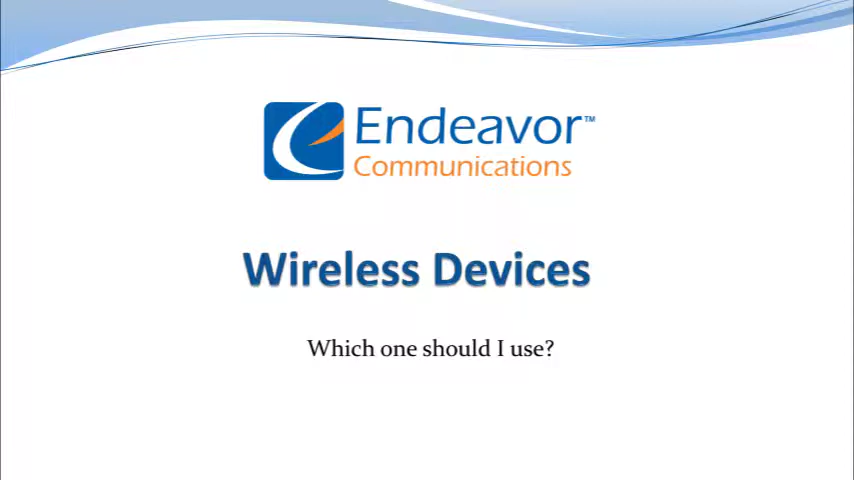 Endeavor™
Communications
Wireless Devices
Which one should I use?